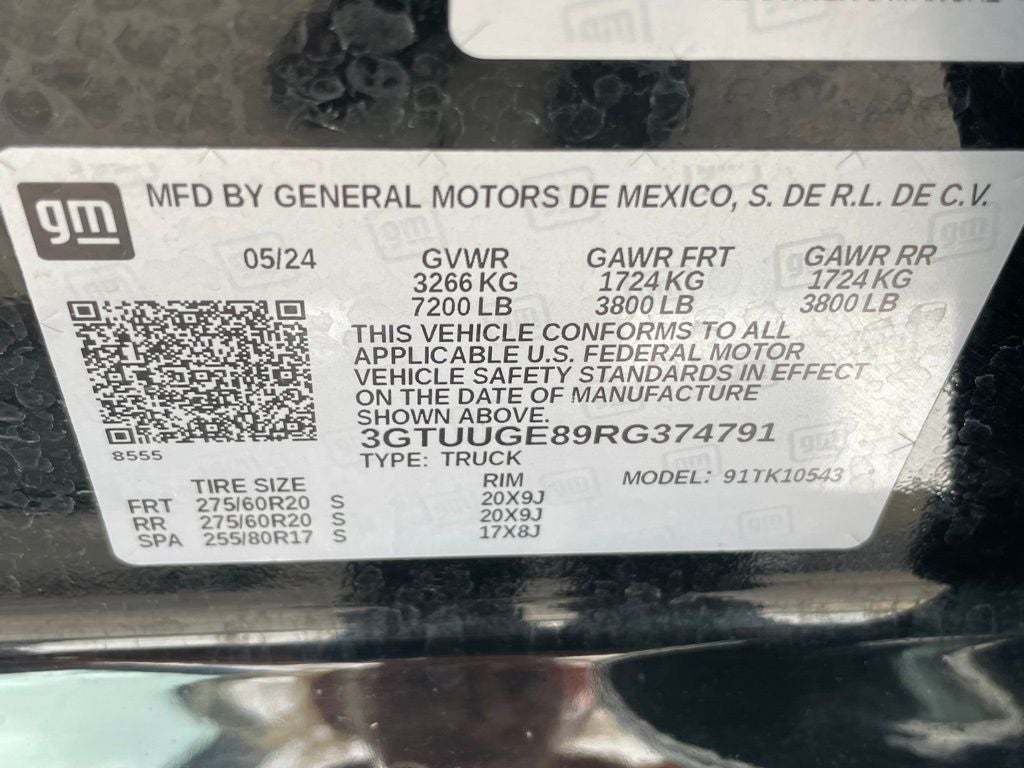 gm
MFD BY GENERAL MOTORS DE MEXICO, S. DE R.L. DE C.V.
05/24 GVWR GAWR FRT GAWR RR
3266 KG 1724 KG 1724 KG
7200 LB 3800 LB 3800 LB
THIS VEHICLE CONFORMS TO ALL
APPLICABLE U.S. FEDERAL MOTOR
VEHICLE SAFETY STANDARDS IN EFFECT
ON THE DATE OF MANUFACTURE
SHOWN ABOVE.
3GTUUGE89RG374791
8555
TYPE: TRUCK
TIRE SIZE RIM MODEL: 91TK10543
FRT 275/60R20 S 20X9J
RR 275/60R20 S 20X9J
SPA 255/80R17 S 17X8J